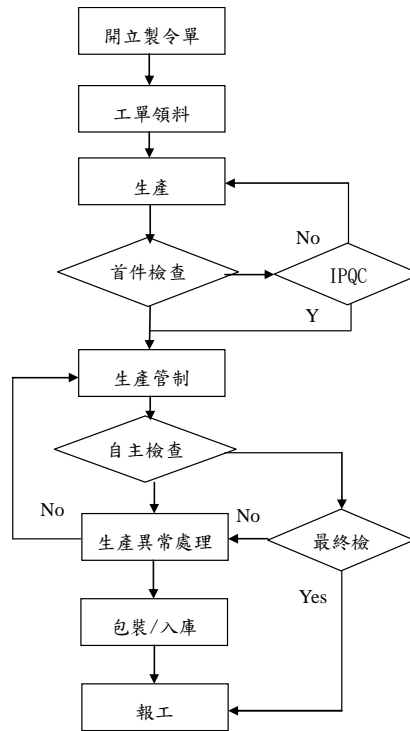 開立製令單
工單領料
生產
No
首件檢查
IPQC
Y
生產管制
自主檢查
No
生產異常處理
No
最終檢
Yes
包裝/入庫
報工